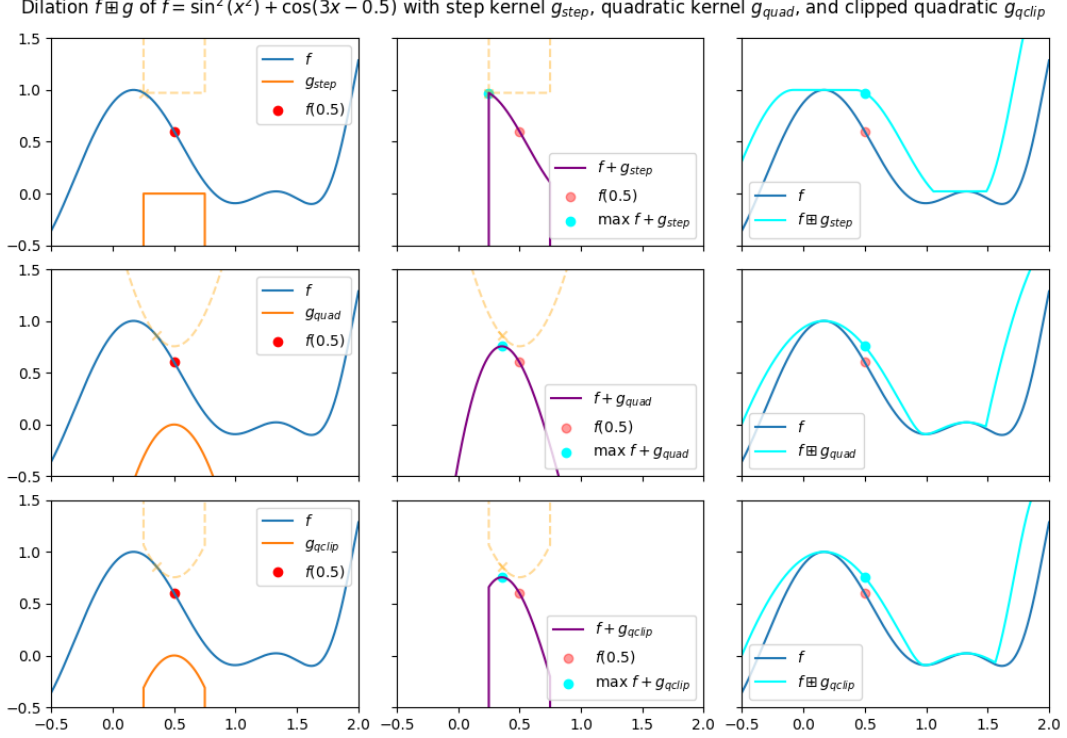 Dilation f ⊞ g of f = sin²(x²) + cos(3x − 0.5) with step kernel g_step, quadratic kernel g_quad, and clipped quadratic g_qclip
1.5
1.0
0.5
0.0
−0.5
f
g_step
f(0.5)
f + g_step
f(0.5)
max f + g_step
f
f ⊞ g_step
1.5
1.0
0.5
0.0
−0.5
f
g_quad
f(0.5)
f + g_quad
f(0.5)
max f + g_quad
f
f ⊞ g_quad
1.5
1.0
0.5
0.0
−0.5
f
g_qclip
f(0.5)
f + g_qclip
f(0.5)
max f + g_qclip
f
f ⊞ g_qclip
−0.5 0.0 0.5 1.0 1.5 2.0
−0.5 0.0 0.5 1.0 1.5 2.0
−0.5 0.0 0.5 1.0 1.5 2.0